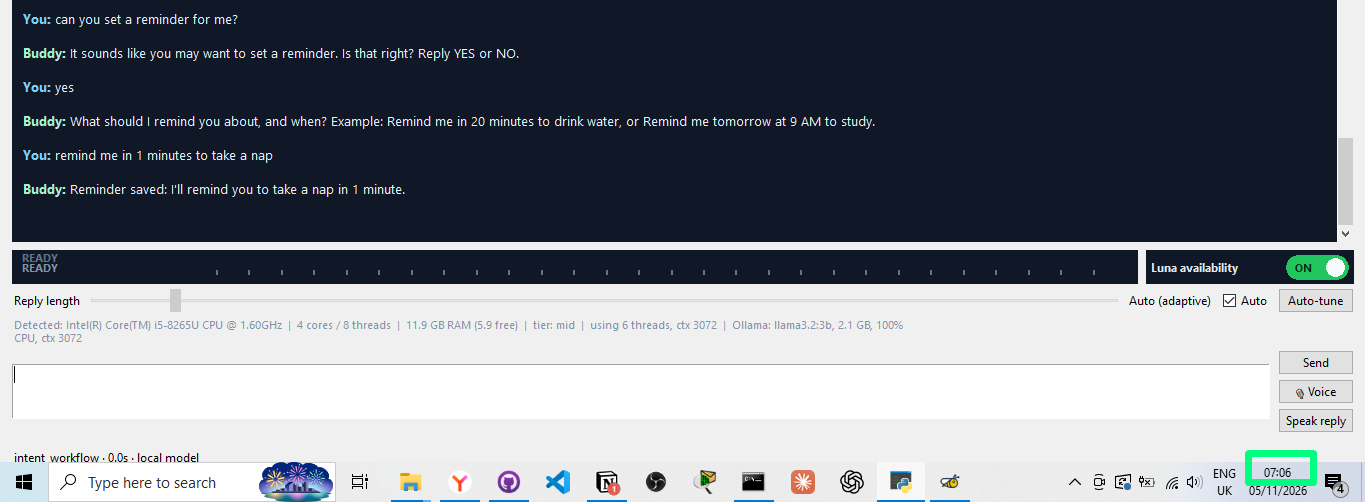 You: can you set a reminder for me?
Buddy: It sounds like you may want to set a reminder. Is that right? Reply YES or NO.
You: yes
Buddy: What should I remind you about, and when? Example: Remind me in 20 minutes to drink water, or Remind me tomorrow at 9 AM to study.
You: remind me in 1 minutes to take a nap
Buddy: Reminder saved: I'll remind you to take a nap in 1 minute.
READY
READY
Luna availability ON
Reply length Auto (adaptive) Auto Auto-tune
Detected: Intel(R) Core(TM) i5-8265U CPU @ 1.60GHz | 4 cores / 8 threads | 11.9 GB RAM (5.9 free) | tier: mid | using 6 threads, ctx 3072 | Ollama: llama3.2:3b, 2.1 GB, 100%
CPU, ctx 3072
Send
Voice
Speak reply
intent_workflow · 0.0s · local model
Type here to search
1
ENG
UK
07:06
05/11/2026
4